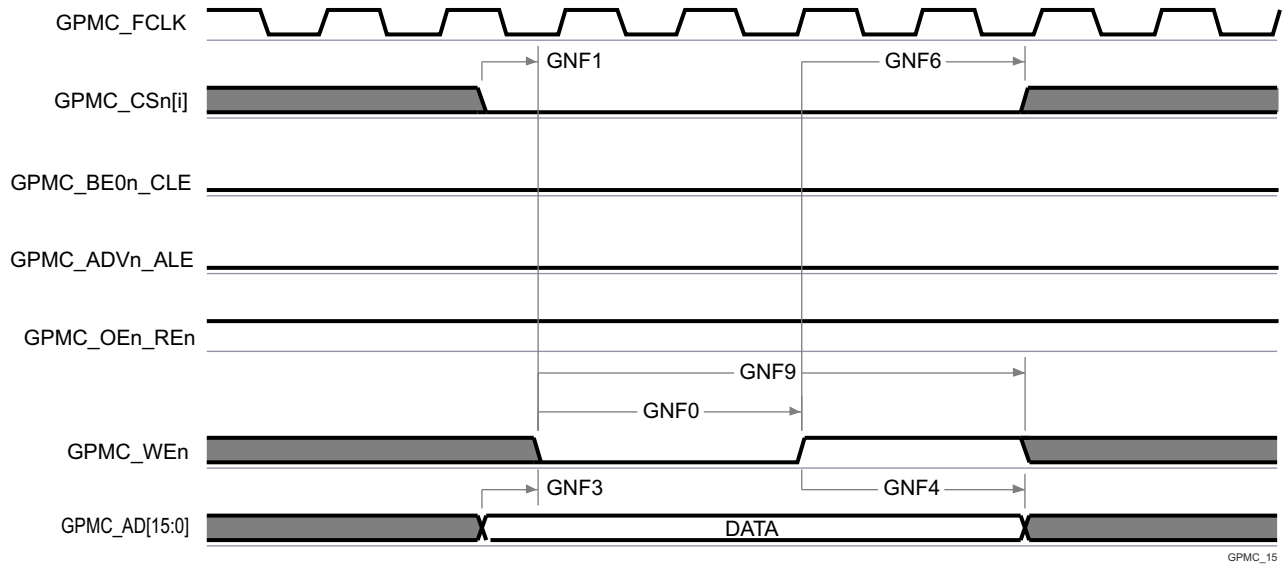 GPMC_FCLK
GNF1
GNF6
GPMC_CSn[i]
GPMC_BE0n_CLE
GPMC_ADVn_ALE
GPMC_OEn_REn
GNF9
GNF0
GPMC_WEn
GNF3
GNF4
GPMC_AD[15:0]
DATA
GPMC_15